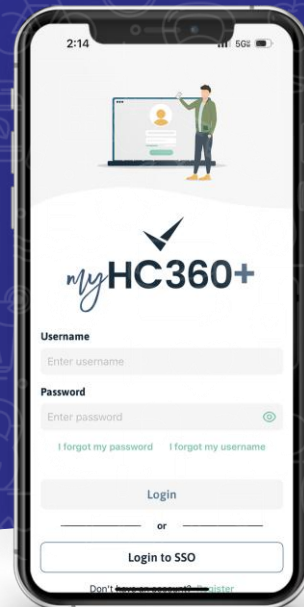 2:14 5G
myHC360+
Username
Enter username
Password
Enter password
I forgot my password I forgot my username
Login
or
Login to SSO
Don't have an account? Register